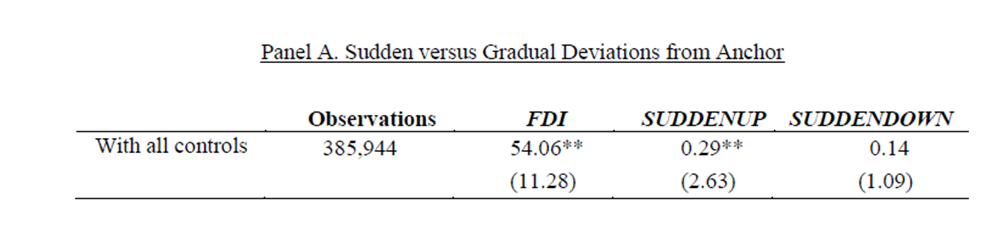 Panel A. Sudden versus Gradual Deviations from Anchor
Observations FDI SUDDENUP SUDDENDOWN
With all controls 385,944 54.06** 0.29** 0.14
(11.28) (2.63) (1.09)